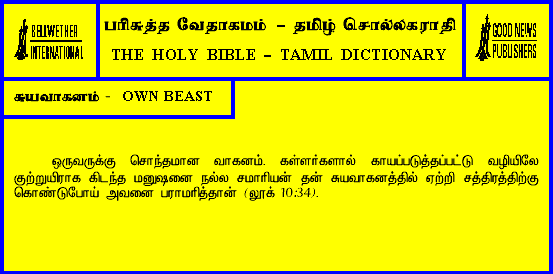 BELLWETHER
INTERNATIONAL
பரிசுத்த வேதாகமம் - தமிழ் சொல்லகராதி
THE HOLY BIBLE - TAMIL DICTIONARY
GOOD NEWS
PUBLISHERS
சுயவாகனம் - OWN BEAST
ஒருவருக்கு சொந்தமான வாகனம். கள்ளர்களால் காயப்படுத்தப்பட்டு வழியிலே
குற்றுயிராக கிடந்த மனுஷனை நல்ல சமாரியன் தன் சுயவாகனத்தில் ஏற்றி சத்திரத்திற்கு
கொண்டுபோய் அவனை பராமரித்தான் (லூக் 10:34).